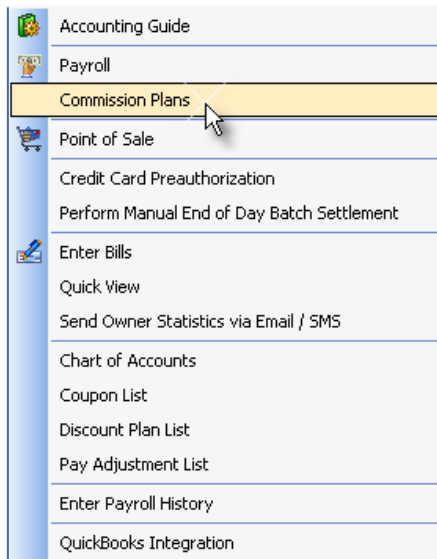 Accounting Guide
Payroll
Commission Plans
Point of Sale
Credit Card Preauthorization
Perform Manual End of Day Batch Settlement
Enter Bills
Quick View
Send Owner Statistics via Email / SMS
Chart of Accounts
Coupon List
Discount Plan List
Pay Adjustment List
Enter Payroll History
QuickBooks Integration